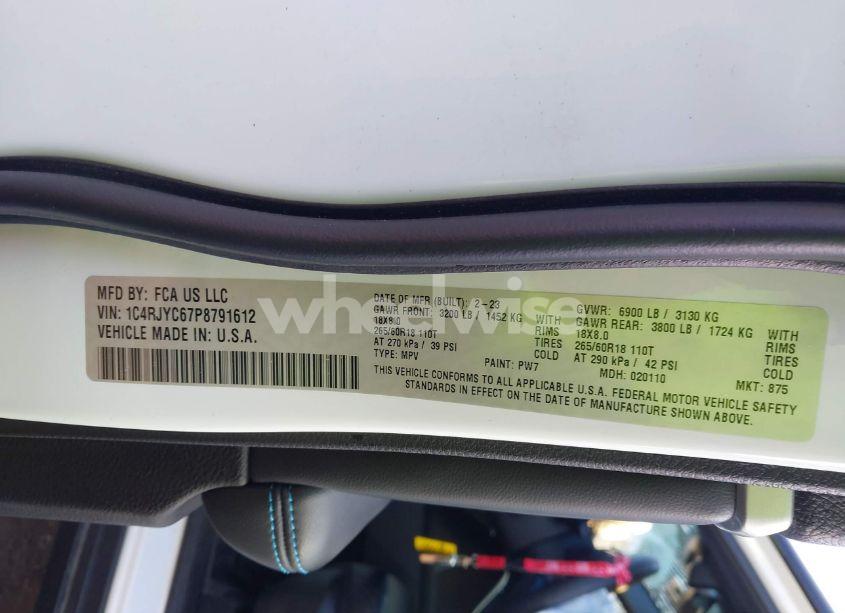 wheelwise
MFD BY: FCA US LLC
VIN: 1C4RJYC67P8791612
VEHICLE MADE IN U.S.A.
DATE OF MFR (BUILT): 2-23 GVWR: 6900 LB / 3130 KG
GAWR FRONT: 3200 LB / 1452 KG WITH GAWR REAR: 3800 LB / 1724 KG WITH
18X8.0 RIMS 18X8.0 RIMS
265/60R18 110T TIRES 265/60R18 110T TIRES
AT 270 kPa / 39 PSI COLD AT 290 kPa / 42 PSI COLD
TYPE: MPV PAINT: PW7 MDH: 020110 MKT: 875
THIS VEHICLE CONFORMS TO ALL APPLICABLE U.S.A. FEDERAL MOTOR VEHICLE SAFETY
STANDARDS IN EFFECT ON THE DATE OF MANUFACTURE SHOWN ABOVE.